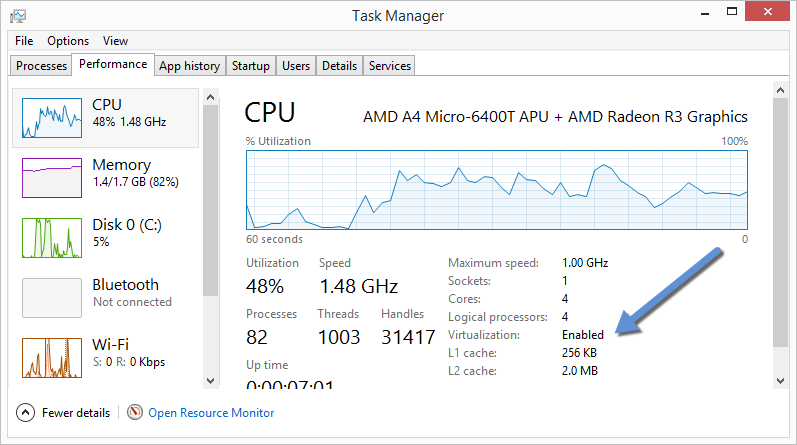 Task Manager
File Options View
Processes Performance App history Startup Users Details Services
CPU
48% 1.48 GHz
Memory
1.4/1.7 GB (82%)
Disk 0 (C:)
5%
Bluetooth
Not connected
Wi-Fi
S: 0 R: 0 Kbps
CPU AMD A4 Micro-6400T APU + AMD Radeon R3 Graphics
% Utilization 100%
60 seconds 0
Utilization Speed
48% 1.48 GHz
Processes Threads Handles
82 1003 31417
Up time
0:00:07:01
Maximum speed: 1.00 GHz
Sockets: 1
Cores: 4
Logical processors: 4
Virtualization: Enabled
L1 cache: 256 KB
L2 cache: 2.0 MB
Fewer details Open Resource Monitor